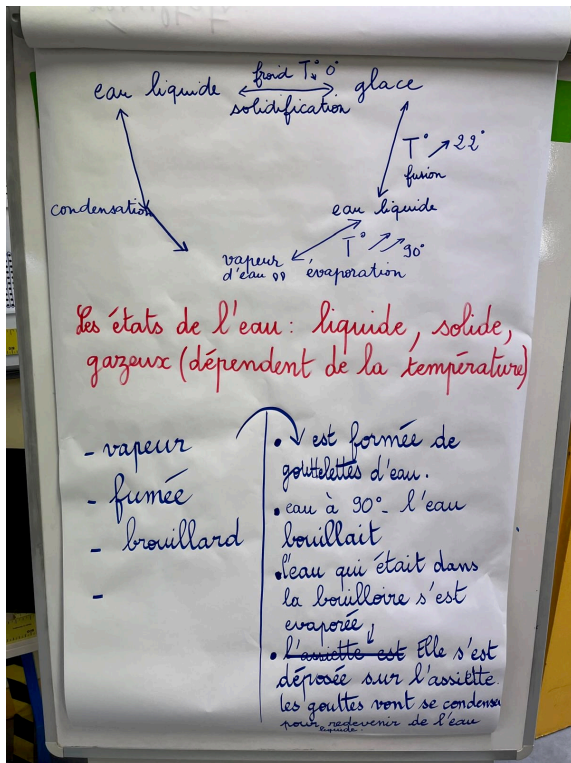 eau liquide froid T° ↘ 0° glace
solidification
T° ↗ 22°
fusion
condensation
eau liquide
T° ↗↗ 90°
vapeur
d'eau évaporation
Les états de l'eau : liquide, solide,
gazeux (dépendent de la température)
- vapeur
- fumée
- brouillard
-
• est formée de
gouttelettes d'eau.
• eau à 90° - l'eau
bouillait
• l'eau qui était dans
la bouilloire s'est
evaporée
• l'assiette est Elle s'est
déposée sur l'assiette.
les gouttes vont se condenser
pour redevenir de l'eau
liquide.